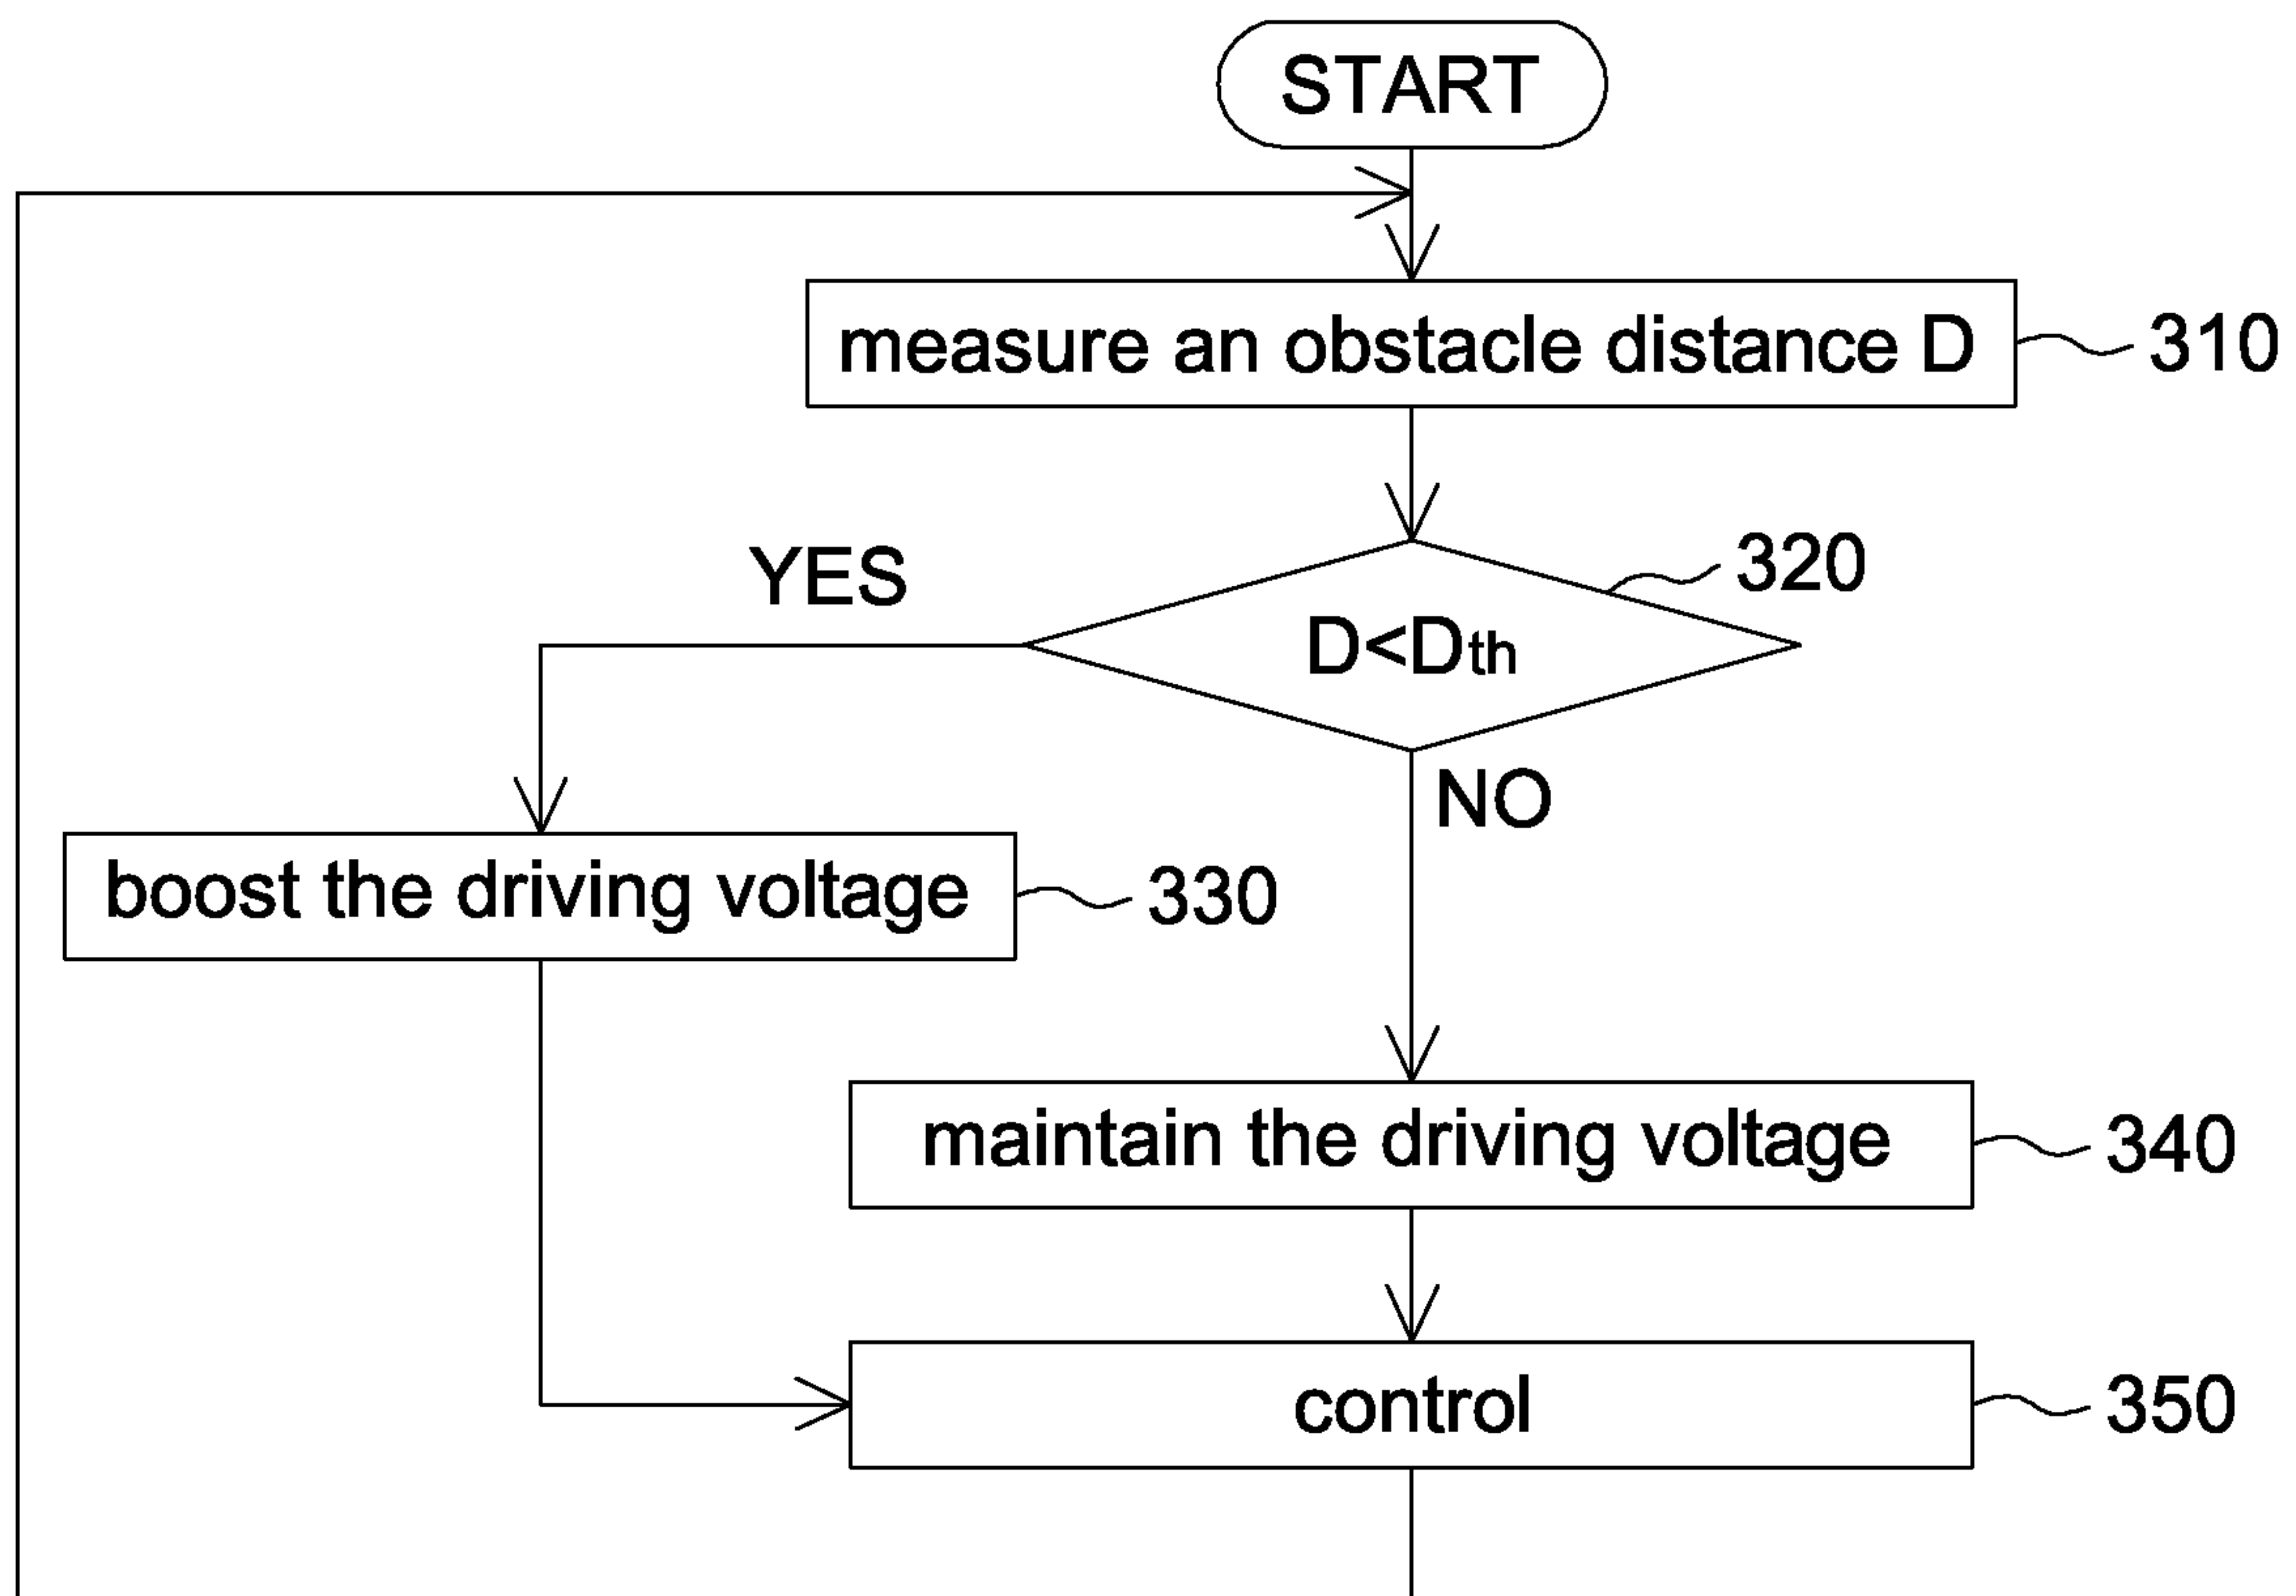 START
measure an obstacle distance D
310
YES
320
D<Dth
NO
boost the driving voltage
330
maintain the driving voltage
340
control
350